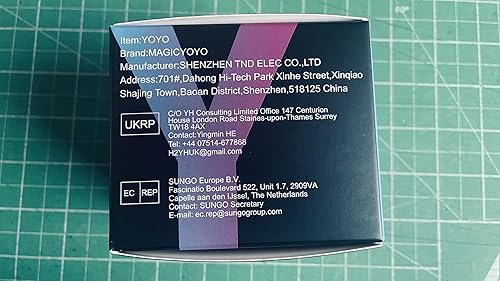 60°
Item:YOYO
Brand:MAGICYOYO
Manufacturer:SHENZHEN TND ELEC CO.,LTD
Address:701#,Dahong Hi-Tech Park Xinhe Street,Xinqiao
Shajing Town,Baoan District,Shenzhen,518125 China
UKRP
C/O YH Consulting Limited Office 147 Centurion
House London Road Staines-upon-Thames Surrey
TW18 4AX
Contact:Yingmin HE
Tel: +44 07514-677868
H2YHUK@gmail.com
EC REP
SUNGO Europe B.V.
Fascinatio Boulevard 522, Unit 1.7, 2909VA
Capelle aan den IJssel, The Netherlands
Contact: SUNGO Secretary
E-mail: ec.rep@sungogroup.com